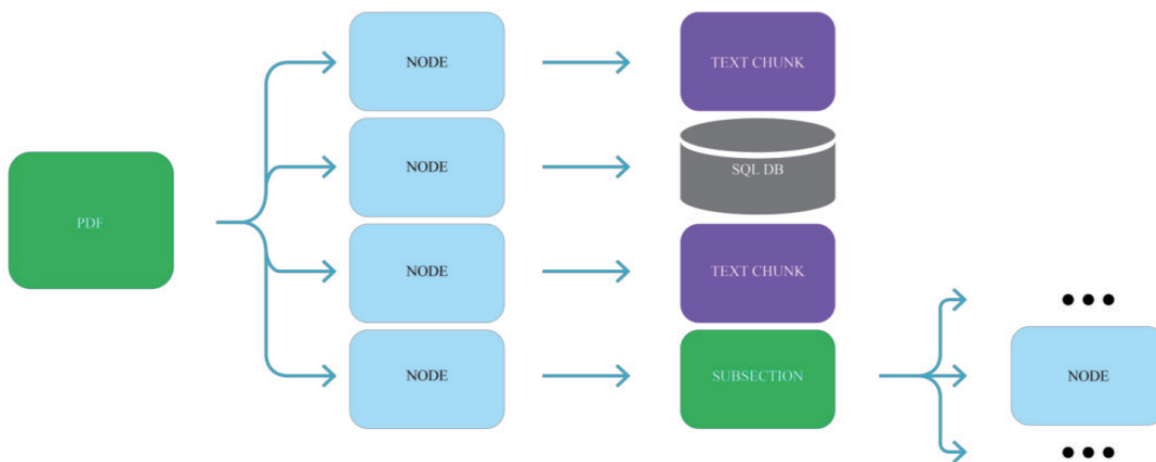 NODE
TEXT CHUNK
NODE
SQL DB
PDF
NODE
TEXT CHUNK
NODE
SUBSECTION
NODE